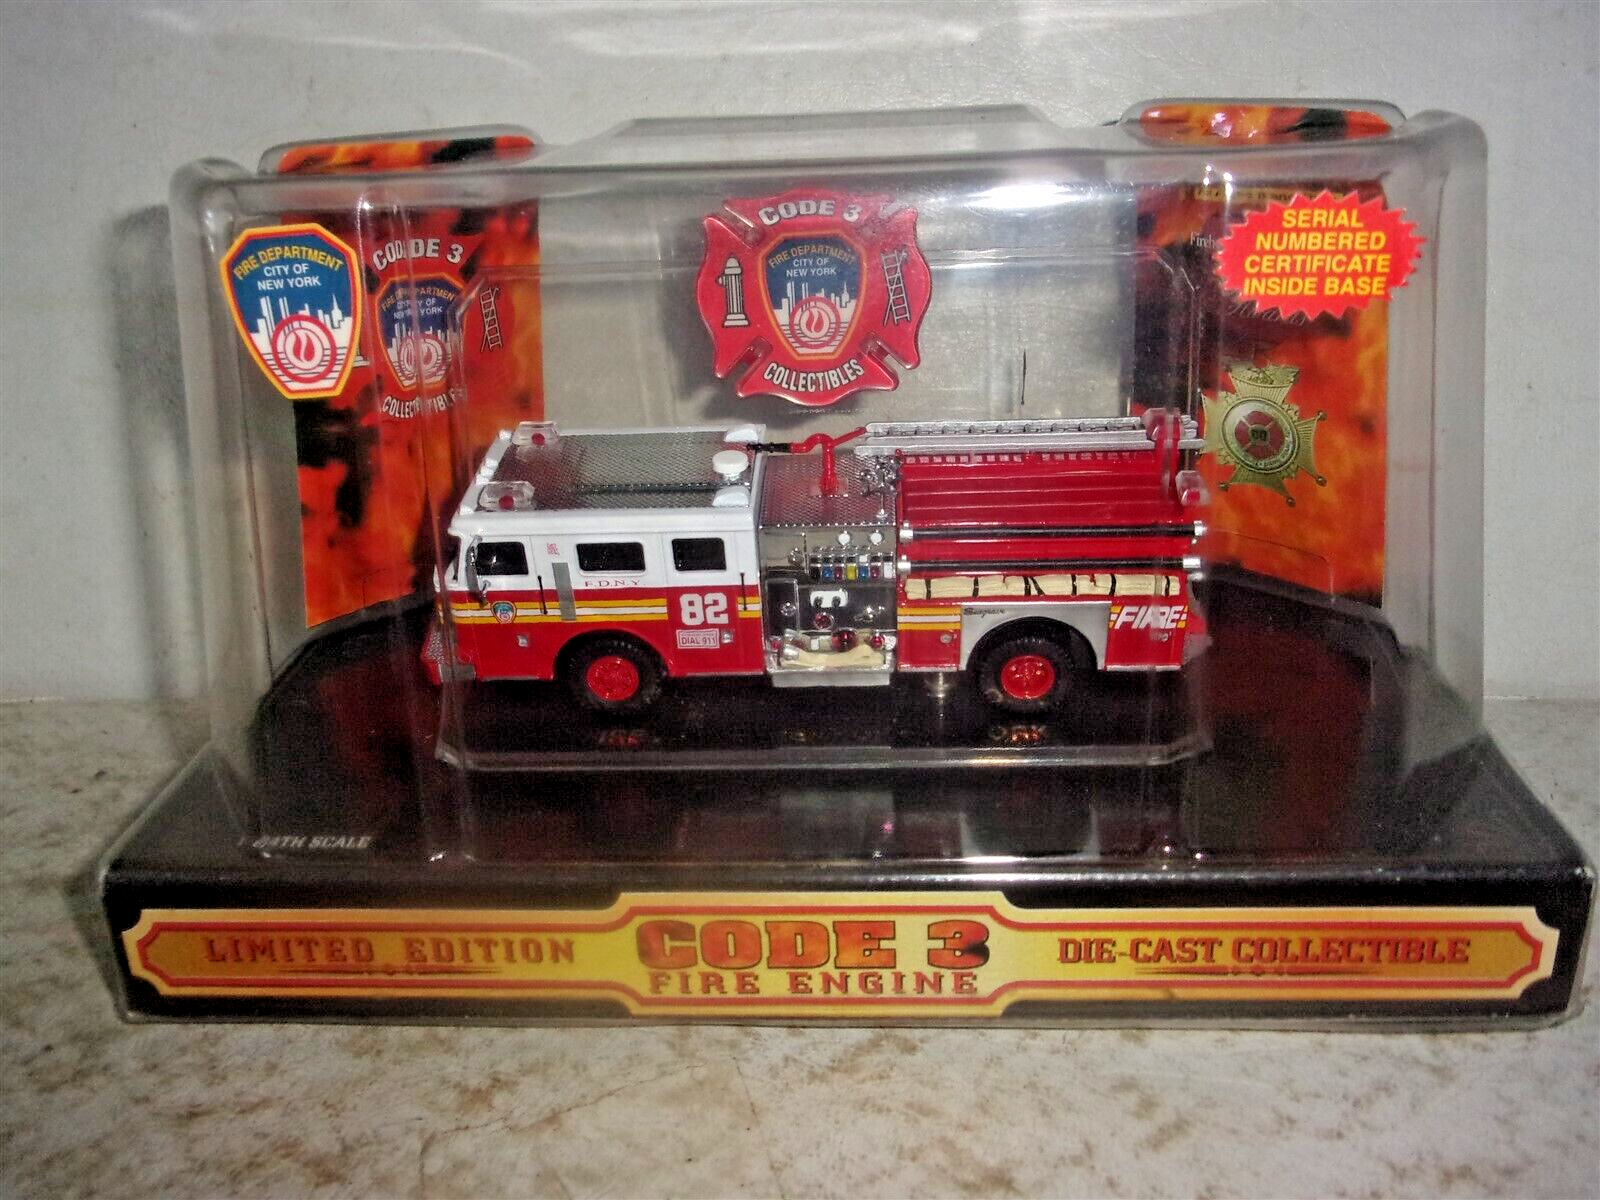 FIRE DEPARTMENT
CITY OF
NEW YORK
CODE 3
FIRE DEPARTMENT
CITY OF
NEW YORK
COLLECTIBLES
CODE 3
FIRE DEPARTMENT
CITY OF
NEW YORK
COLLECTIBLES
SERIAL
NUMBERED
CERTIFICATE
INSIDE BASE
F.D.N.Y.
82
DIAL 911
Seagrave
FIRE
TH SCALE
LIMITED EDITION
CODE 3
FIRE ENGINE
DIE-CAST COLLECTIBLE